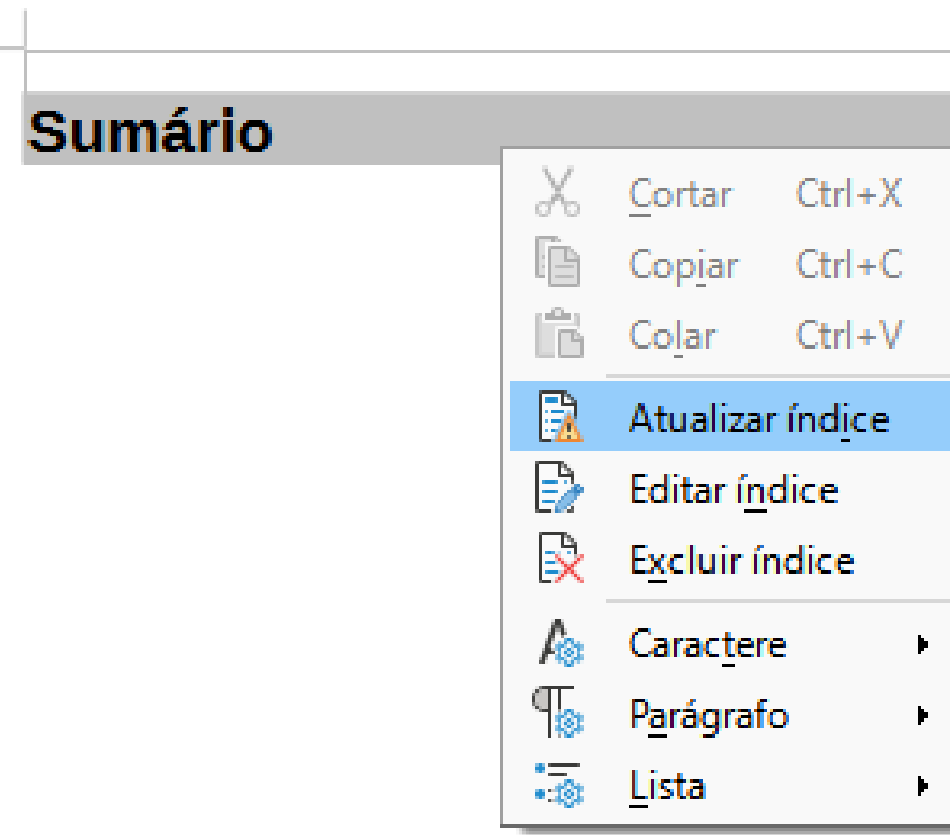 Sumário
Cortar Ctrl+X
Copiar Ctrl+C
Colar Ctrl+V
Atualizar índice
Editar índice
Excluir índice
Caractere
Parágrafo
Lista